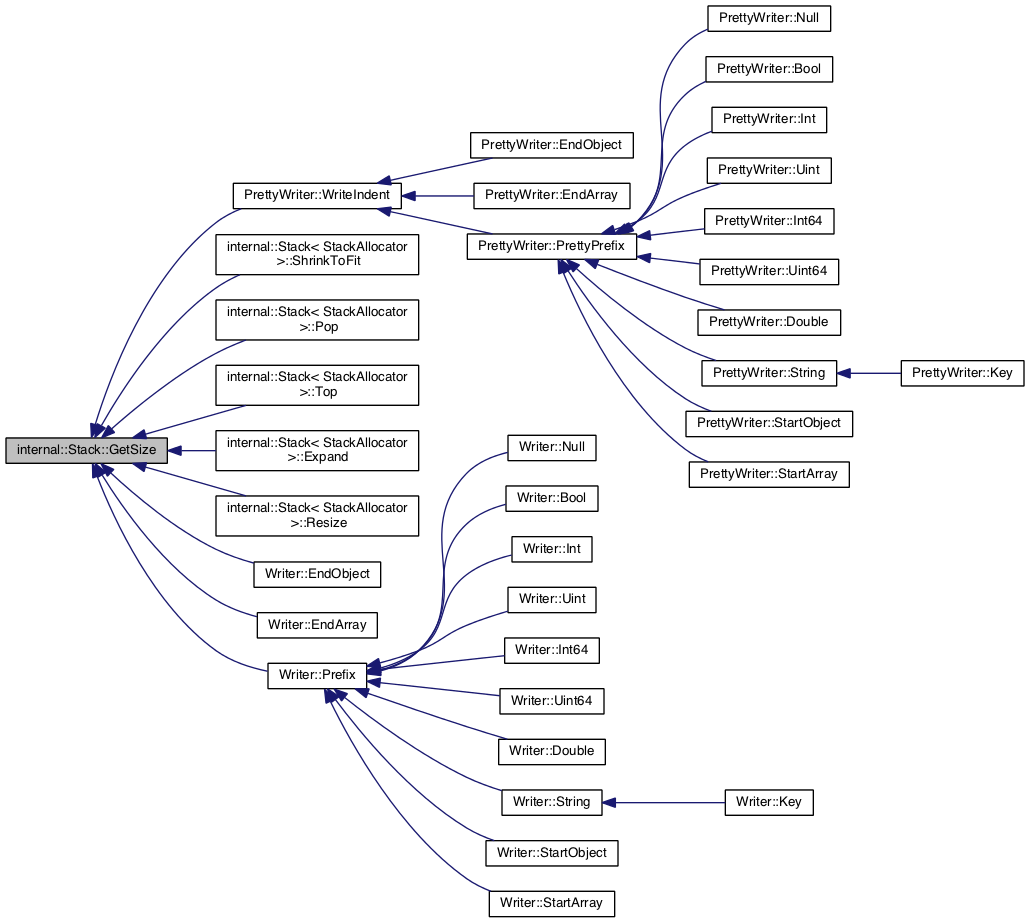 PrettyWriter::Null
PrettyWriter::Bool
PrettyWriter::Int
PrettyWriter::EndObject
PrettyWriter::Uint
PrettyWriter::WriteIndent
PrettyWriter::EndArray
PrettyWriter::Int64
PrettyWriter::PrettyPrefix
internal::Stack< StackAllocator
>::ShrinkToFit
PrettyWriter::Uint64
internal::Stack< StackAllocator
>::Pop
PrettyWriter::Double
internal::Stack< StackAllocator
>::Top
PrettyWriter::String
PrettyWriter::Key
PrettyWriter::StartObject
internal::Stack::GetSize
internal::Stack< StackAllocator
>::Expand
Writer::Null
PrettyWriter::StartArray
Writer::Bool
internal::Stack< StackAllocator
>::Resize
Writer::Int
Writer::EndObject
Writer::Uint
Writer::EndArray
Writer::Int64
Writer::Prefix
Writer::Uint64
Writer::Double
Writer::String
Writer::Key
Writer::StartObject
Writer::StartArray